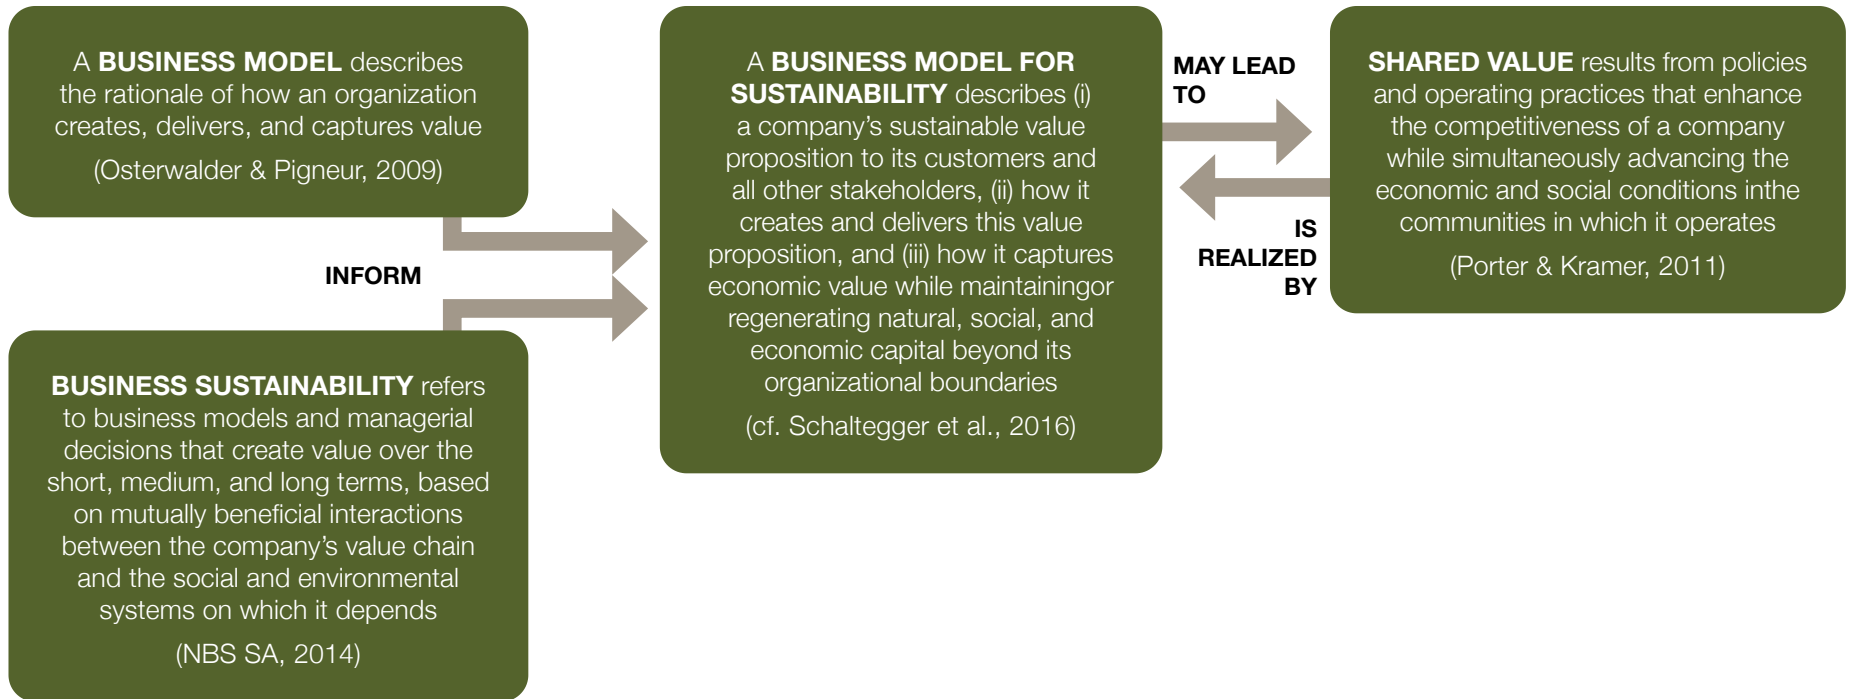 A BUSINESS MODEL describes
the rationale of how an organization
creates, delivers, and captures value
(Osterwalder & Pigneur, 2009)
INFORM
BUSINESS SUSTAINABILITY refers
to business models and managerial
decisions that create value over the
short, medium, and long terms, based
on mutually beneficial interactions
between the company’s value chain
and the social and environmental
systems on which it depends
(NBS SA, 2014)
A BUSINESS MODEL FOR
SUSTAINABILITY describes (i)
a company’s sustainable value
proposition to its customers and
all other stakeholders, (ii) how it
creates and delivers this value
proposition, and (iii) how it captures
economic value while maintainingor
regenerating natural, social, and
economic capital beyond its
organizational boundaries
(cf. Schaltegger et al., 2016)
MAY LEAD
TO
IS
REALIZED
BY
SHARED VALUE results from policies
and operating practices that enhance
the competitiveness of a company
while simultaneously advancing the
economic and social conditions inthe
communities in which it operates
(Porter & Kramer, 2011)